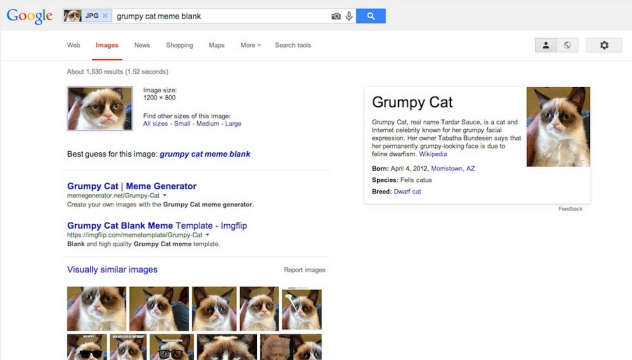 Google JPG × grumpy cat meme blank
Web Images News Shopping Maps More Search tools
About 1,530 results (1.52 seconds)
Image size:
1200 × 800
Find other sizes of this image:
All sizes - Small - Medium - Large
Best guess for this image: grumpy cat meme blank
Grumpy Cat | Meme Generator
memegenerator.net/Grumpy-Cat
Create your own images with the Grumpy Cat meme generator.
Grumpy Cat Blank Meme Template - Imgflip
https://imgflip.com/memetemplate/Grumpy-Cat
Blank and high quality Grumpy Cat meme template.
Visually similar images Report images
Grumpy Cat
Grumpy Cat, real name Tardar Sauce, is a cat and
Internet celebrity known for her grumpy facial
expression. Her owner Tabatha Bundesen says that
her permanently grumpy-looking face is due to
feline dwarfism. Wikipedia
Born: April 4, 2012, Morristown, AZ
Species: Felis catus
Breed: Dwarf cat
Feedback